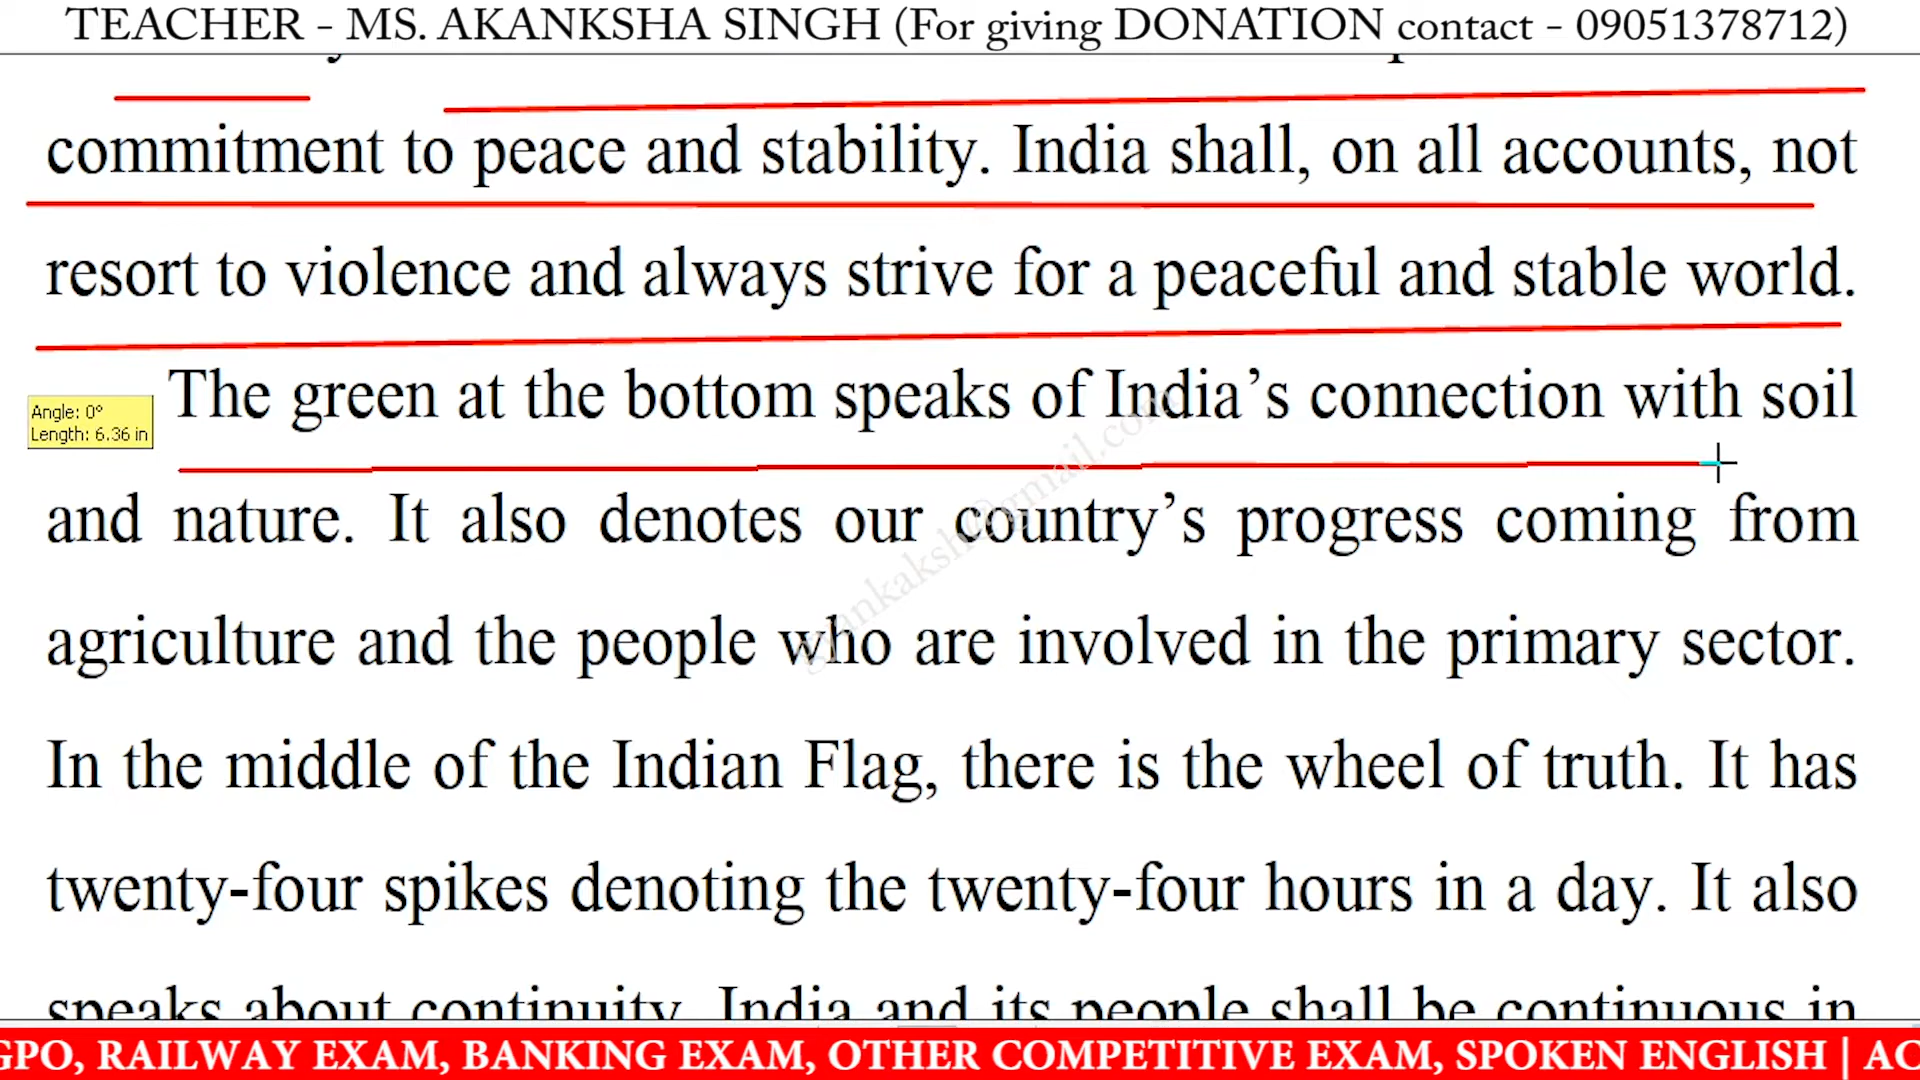 TEACHER - MS. AKANKSHA SINGH (For giving DONATION contact - 09051378712)
commitment to peace and stability. India shall, on all accounts, not
resort to violence and always strive for a peaceful and stable world.
The green at the bottom speaks of India’s connection with soil
Angle: 0°
Length: 6.36 in
and nature. It also denotes our country’s progress coming from
agriculture and the people who are involved in the primary sector.
In the middle of the Indian Flag, there is the wheel of truth. It has
twenty-four spikes denoting the twenty-four hours in a day. It also
speaks about continuity. India and its people shall be continuous in
GPO, RAILWAY EXAM, BANKING EXAM, OTHER COMPETITIVE EXAM, SPOKEN ENGLISH | AC